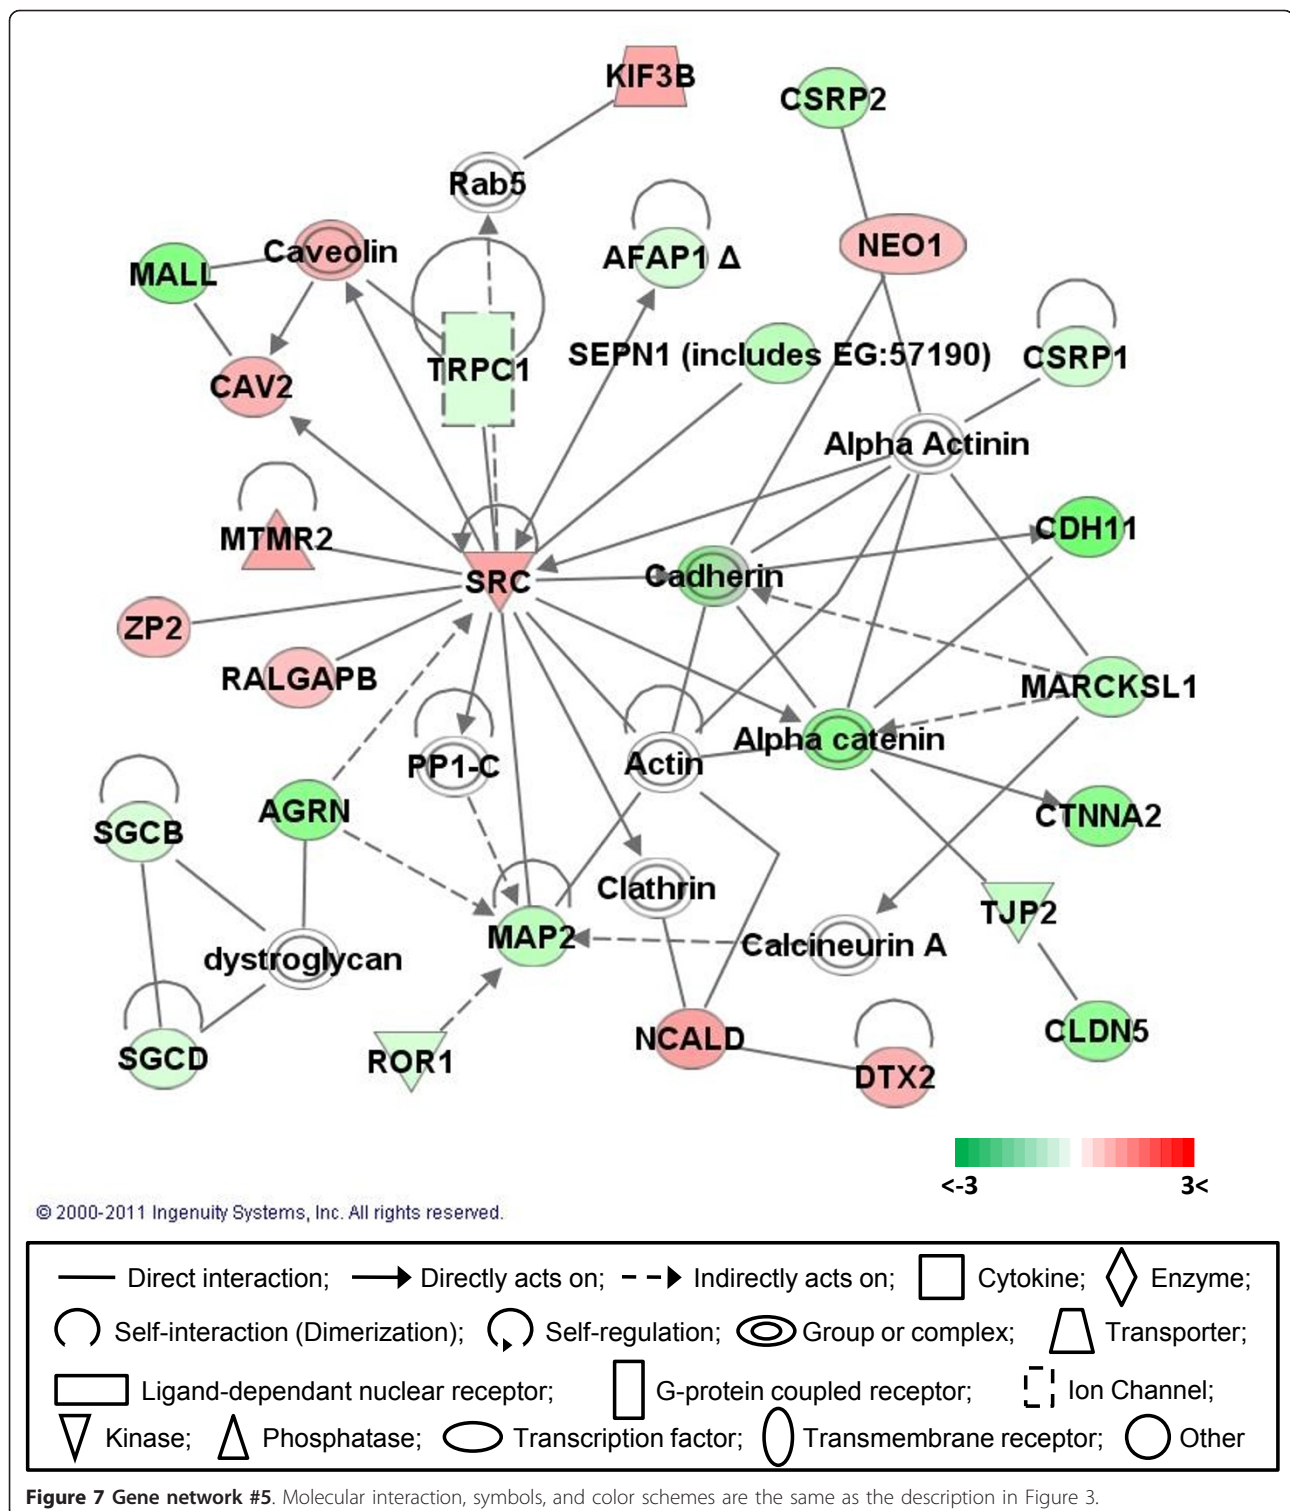 KIF3B
CSRP2
Rab5
Caveolin
MALL
AFAP1 Δ
NEO1
SEPN1 (includes EG:57190)
CSRP1
TRPC1
CAV2
Alpha Actinin
MTMR2
CDH11
SRC
Cadherin
ZP2
RALGAPB
MARCKSL1
PP1-C
Actin
Alpha catenin
AGRN
CTNNA2
SGCB
Clathrin
TJP2
MAP2
Calcineurin A
dystroglycan
CLDN5
SGCD
ROR1
NCALD
DTX2
<-3 3<
© 2000-2011 Ingenuity Systems, Inc. All rights reserved.
Direct interaction; Directly acts on; Indirectly acts on; Cytokine; Enzyme;
Self-interaction (Dimerization); Self-regulation; Group or complex; Transporter;
Ligand-dependant nuclear receptor; G-protein coupled receptor; Ion Channel;
Kinase; Phosphatase; Transcription factor; Transmembrane receptor; Other
Figure 7 Gene network #5. Molecular interaction, symbols, and color schemes are the same as the description in Figure 3.